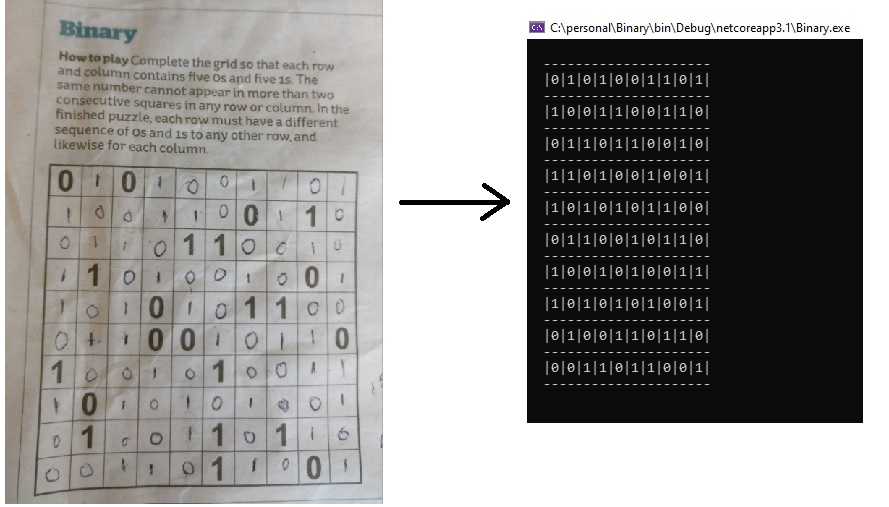 Binary
How to play Complete the grid so that each row
and column contains five 0s and five 1s. The
same number cannot appear in more than two
consecutive squares in any row or column. In the
finished puzzle, each row must have a different
sequence of 0s and 1s to any other row, and
likewise for each column.
0 1 0 1 0 0 1 1 0 1
1 0 0 1 1 0 0 1 1 0
0 1 1 0 1 1 0 0 1 0
1 1 0 1 0 0 1 0 0 1
1 0 1 0 1 0 1 1 0 0
0 1 1 0 0 1 0 1 1 0
1 0 0 1 0 1 0 0 1 1
1 0 1 0 1 0 1 0 0 1
0 1 0 0 1 1 0 1 1 0
0 0 1 1 0 1 1 0 0 1
C:\personal\Binary\bin\Debug\netcoreapp3.1\Binary.exe
---------------------
|0|1|0|1|0|0|1|1|0|1|
---------------------
|1|0|0|1|1|0|0|1|1|0|
---------------------
|0|1|1|0|1|1|0|0|1|0|
---------------------
|1|1|0|1|0|0|1|0|0|1|
---------------------
|1|0|1|0|1|0|1|1|0|0|
---------------------
|0|1|1|0|0|1|0|1|1|0|
---------------------
|1|0|0|1|0|1|0|0|1|1|
---------------------
|1|0|1|0|1|0|1|0|0|1|
---------------------
|0|1|0|0|1|1|0|1|1|0|
---------------------
|0|0|1|1|0|1|1|0|0|1|
---------------------